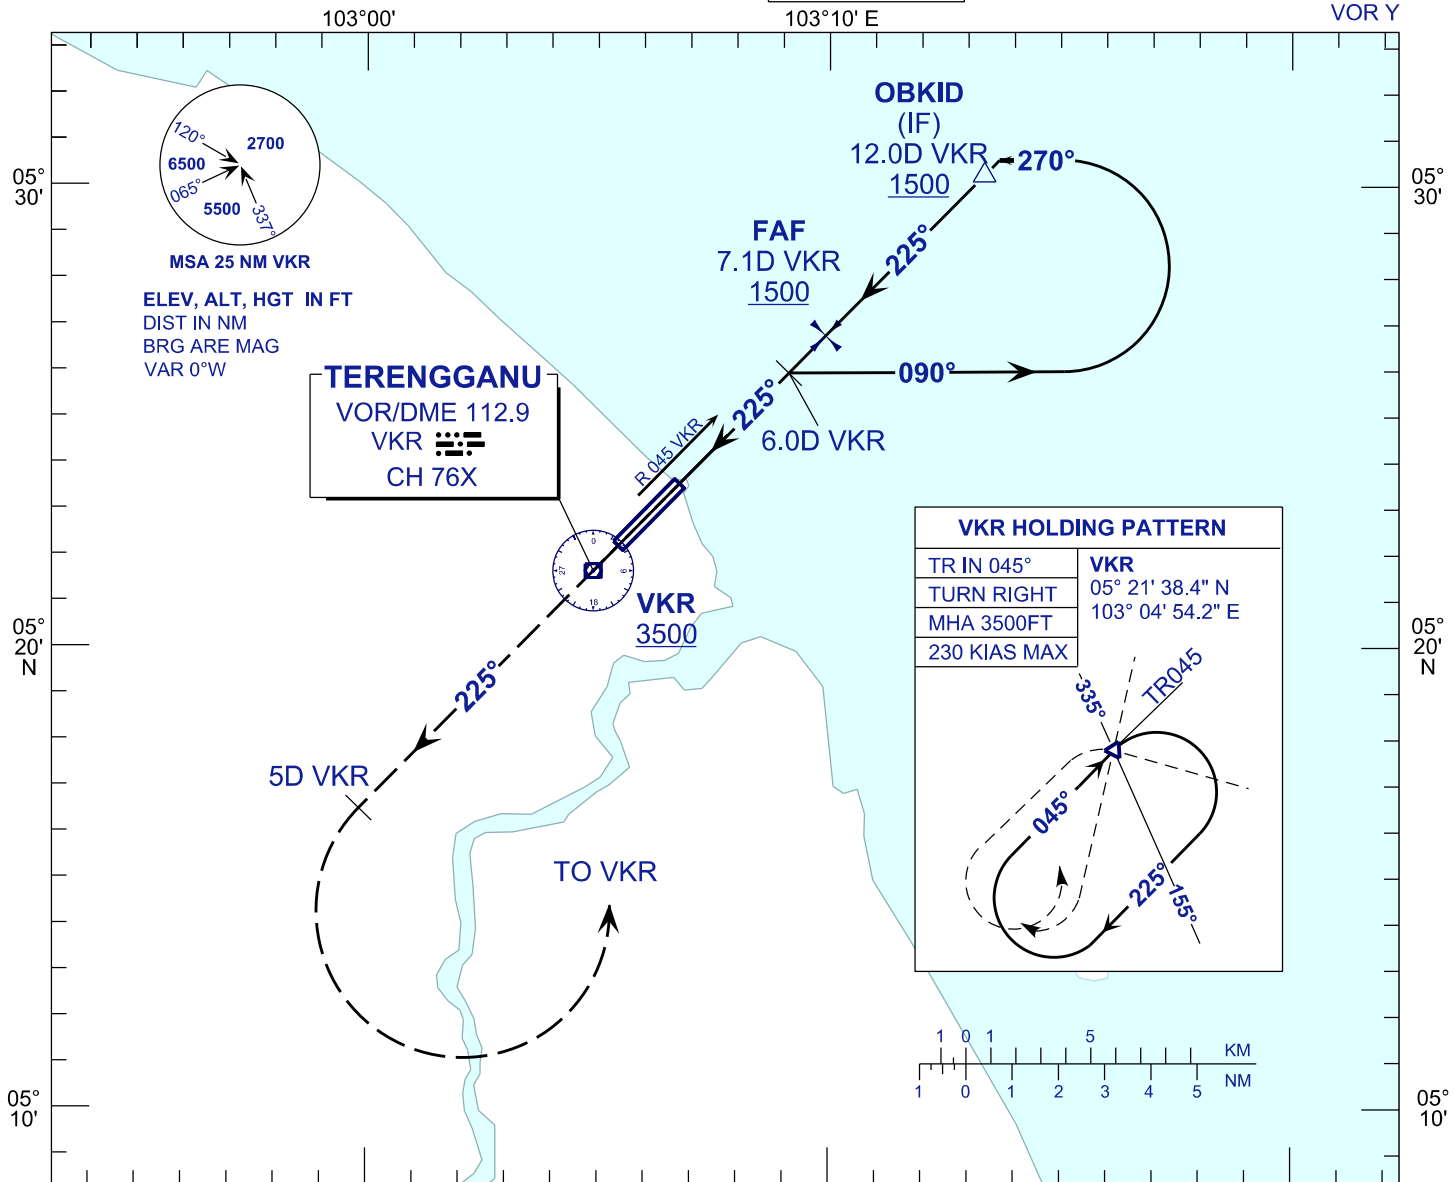 103°00'
103°10' E
VOR Y
OBKID
(IF)
12.0D VKR
1500
270°
120°
2700
6500
065°
5500
337°
MSA 25 NM VKR
05°
30'
05°
30'
FAF
7.1D VKR
1500
225°
ELEV, ALT, HGT IN FT
DIST IN NM
BRG ARE MAG
VAR 0°W
TERENGGANU
VOR/DME 112.9
VKR
CH 76X
090°
225°
6.0D VKR
R 045 VKR
0
9
18
27
VKR
3500
VKR HOLDING PATTERN
TR IN 045°
TURN RIGHT
MHA 3500FT
230 KIAS MAX
VKR
05° 21' 38.4" N
103° 04' 54.2" E
335°
TR045
045°
225°
155°
05°
20'
N
05°
20'
N
225°
5D VKR
TO VKR
1 0 1 5
KM
1 0 1 2 3 4 5
NM
05°
10'
05°
10'